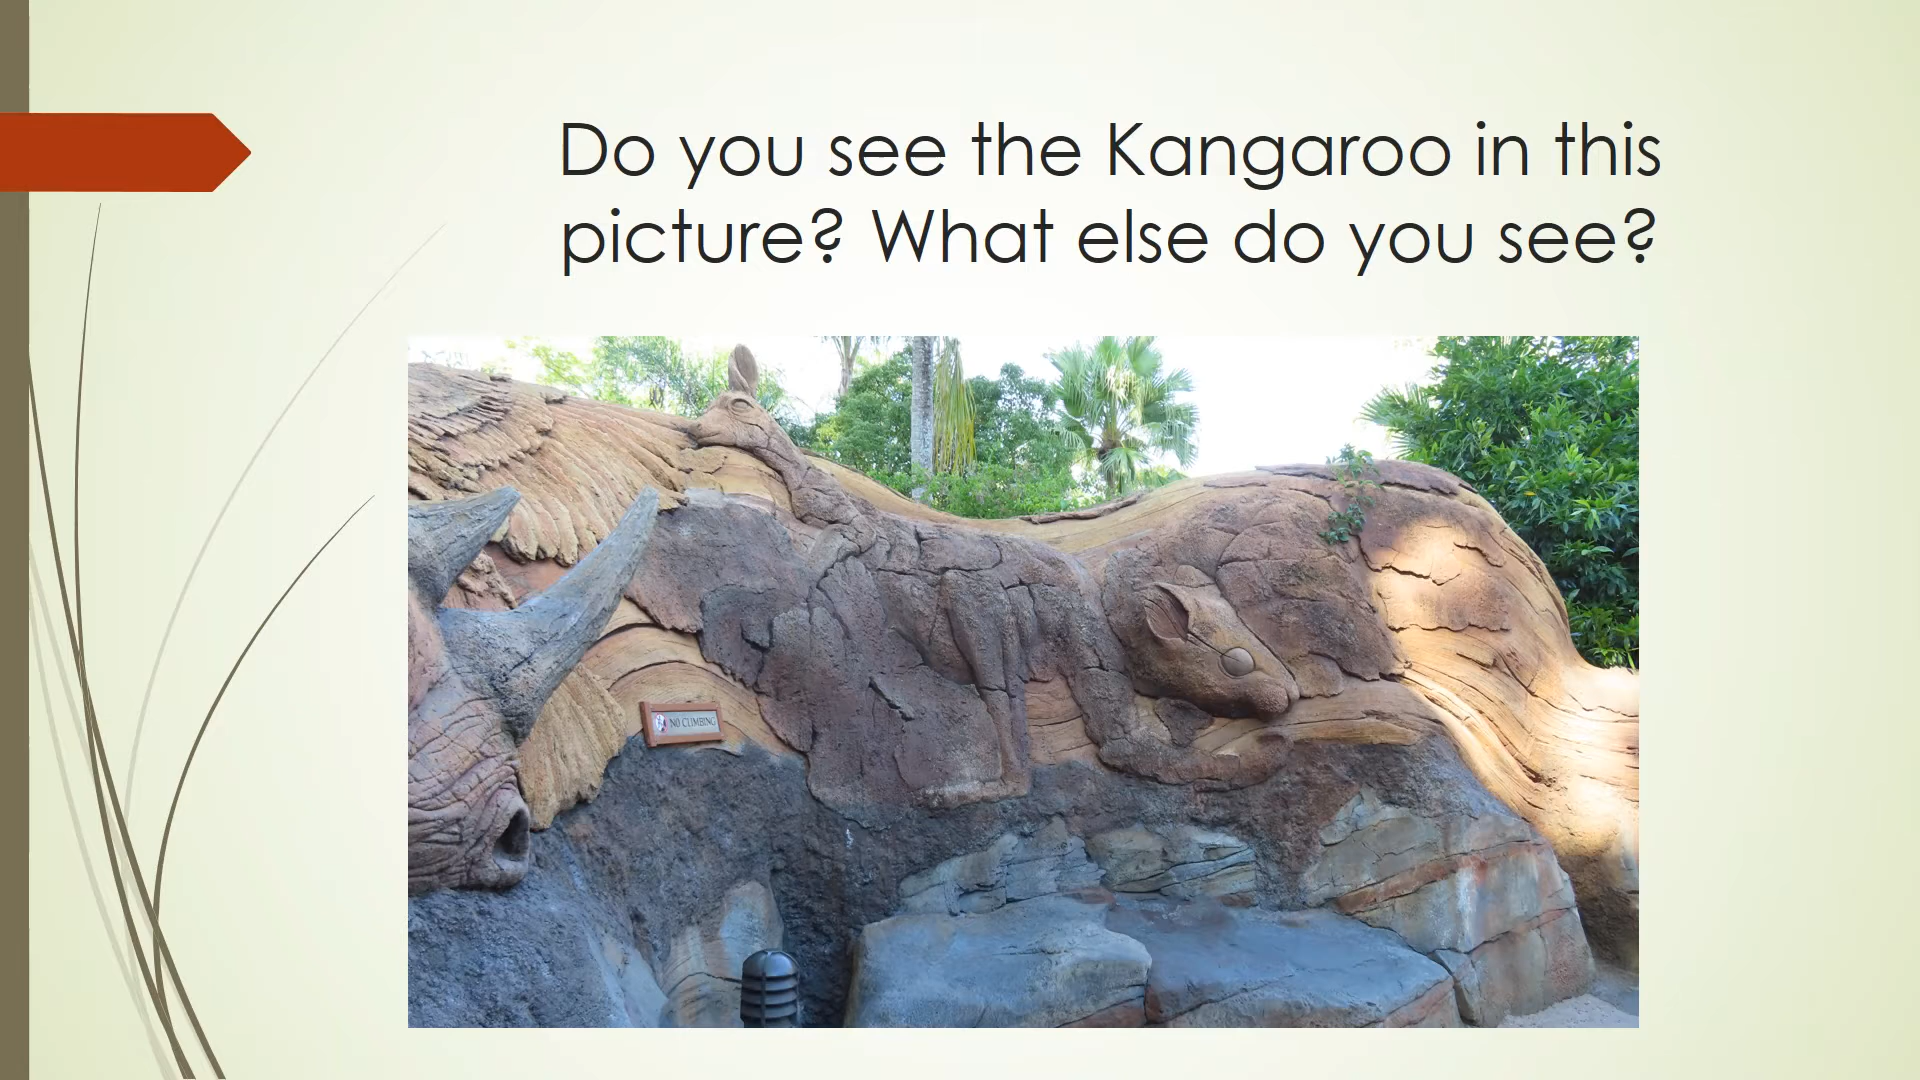 Do you see the Kangaroo in this
picture? What else do you see?
NO CLIMBING